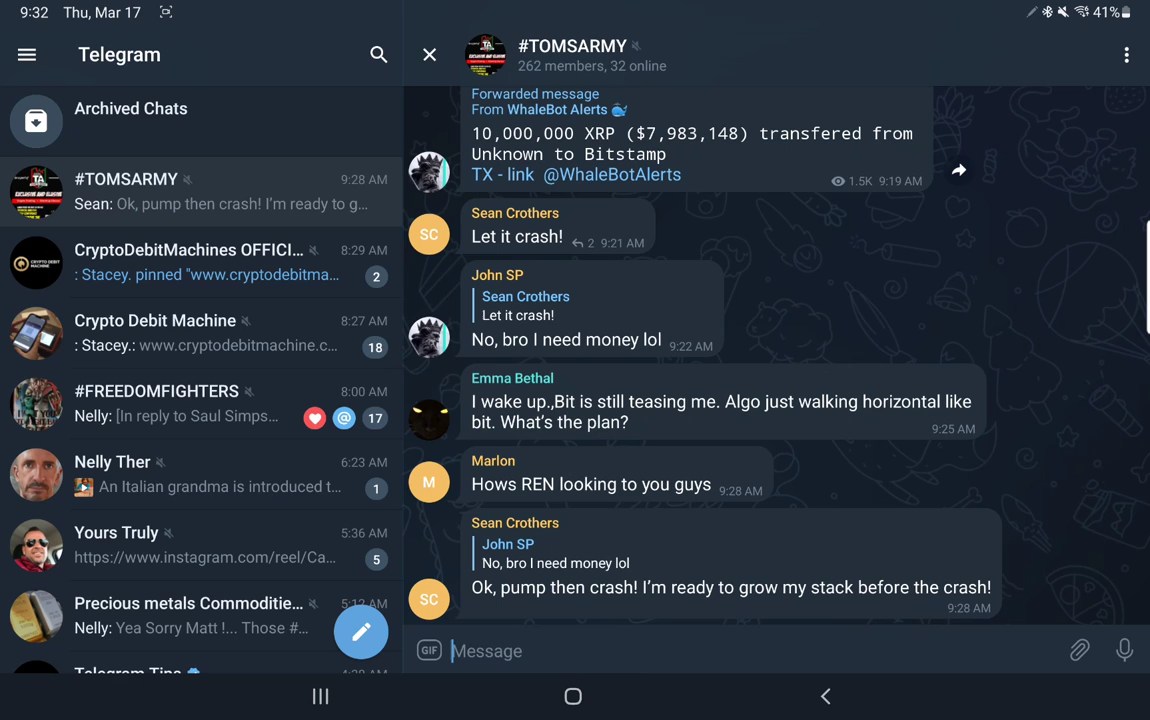 9:32 Thu, Mar 17
41%
Telegram
Archived Chats
#TOMSARMY 9:28 AM
Sean: Ok, pump then crash! I'm ready to g...
CryptoDebitMachines OFFICI... 8:29 AM
: Stacey. pinned "www.cryptodebitma... 2
Crypto Debit Machine 8:27 AM
: Stacey.: www.cryptodebitmachine.c... 18
#FREEDOMFIGHTERS 8:00 AM
Nelly: [In reply to Saul Simps... @ 17
Nelly Ther 6:23 AM
An Italian grandma is introduced t... 1
Yours Truly 5:36 AM
https://www.instagram.com/reel/Ca... 5
Precious metals Commoditie... 5:12 AM
Nelly: Yea Sorry Matt !... Those #...
Telegram Tips
#TOMSARMY
262 members, 32 online
Forwarded message
From WhaleBot Alerts
10,000,000 XRP ($7,983,148) transfered from
Unknown to Bitstamp
TX - link @WhaleBotAlerts
1.5K 9:19 AM
Sean Crothers
SC
Let it crash! 2 9:21 AM
John SP
Sean Crothers
Let it crash!
No, bro I need money lol 9:22 AM
Emma Bethal
I wake up.,Bit is still teasing me. Algo just walking horizontal like
bit. What's the plan? 9:25 AM
Marlon
M
Hows REN looking to you guys 9:28 AM
Sean Crothers
John SP
No, bro I need money lol
Ok, pump then crash! I'm ready to grow my stack before the crash!
SC
9:28 AM
GIF Message